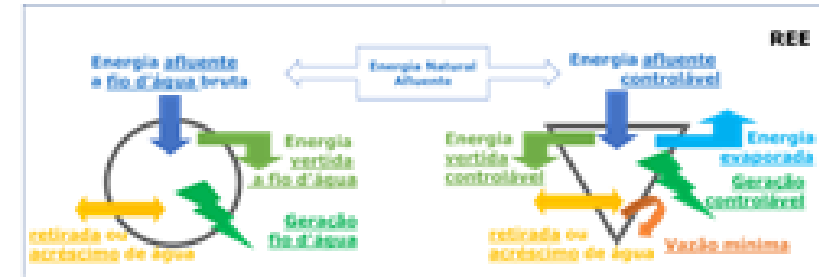 REE
Energia afluente
a fio d'água bruta
Energia Natural
Afluente
Energia afluente
controlável
Energia
vertida
a fio d'água
Energia
vertida
controlável
Energia
evaporada
Geração
controlável
Geração
fio d'água
retirada ou
acréscimo de água
retirada ou
acréscimo de água
Vazão mínima